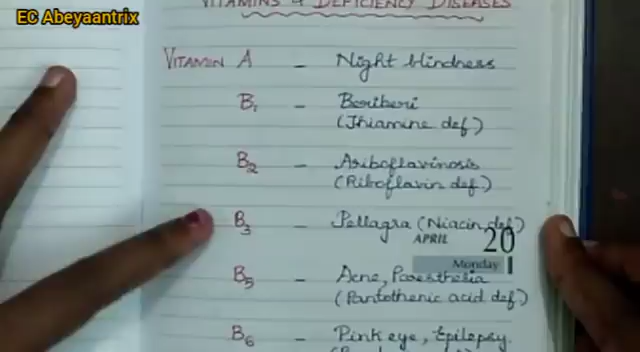 EC Abeyaantrix
VITAMINS & DEFICIENCY DISEASES
VITAMIN A – Night blindness
B1 – Beriberi
(Thiamine def)
B2 – Ariboflavinosis
(Riboflavin def)
B3 – Pellagra (Niacin def)
APRIL 20
Monday
B5 – Acne, Paresthesia
(Pantothenic acid def)
B6 – Pink eye, Epilepsy